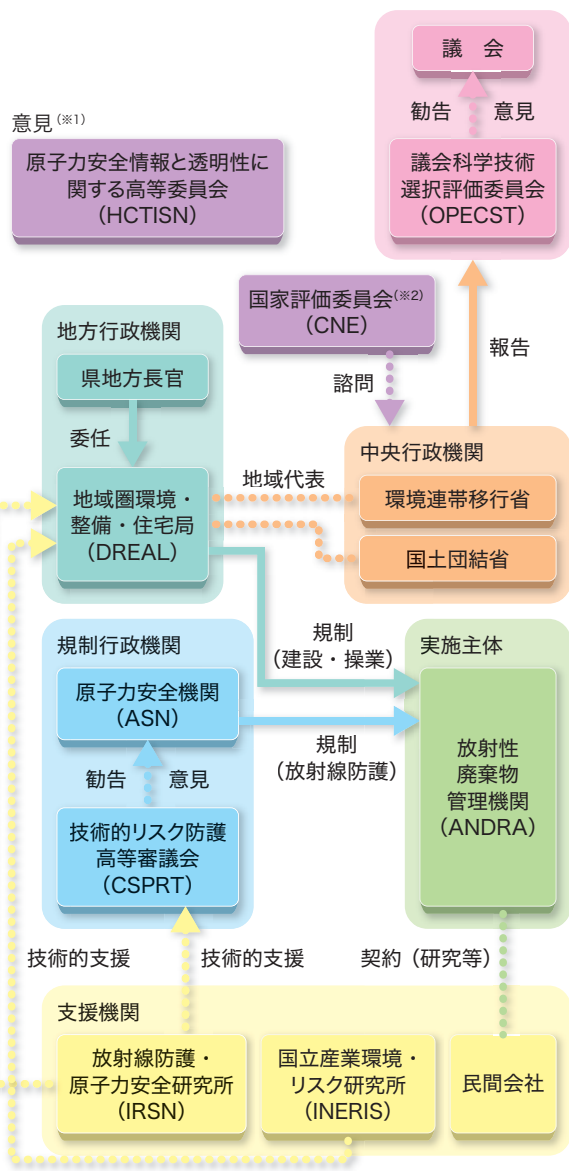 議　会
勧告
意見
議会科学技術
選択評価委員会
（OPECST）
意見(※1)
原子力安全情報と透明性に
関する高等委員会
（HCTISN）
国家評価委員会(※2)
（CNE）
諮問
報告
地方行政機関
県地方長官
委任
地域圏環境・
整備・住宅局
（DREAL）
地域代表
中央行政機関
環境連帯移行省
国土団結省
規制
（建設・操業）
規制行政機関
原子力安全機関
（ASN）
勧告
意見
技術的リスク防護
高等審議会
（CSPRT）
規制
（放射線防護）
実施主体
放射性
廃棄物
管理機関
（ANDRA）
技術的支援
技術的支援
契約（研究等）
支援機関
放射線防護・
原子力安全研究所
（IRSN）
国立産業環境・
リスク研究所
（INERIS）
民間会社